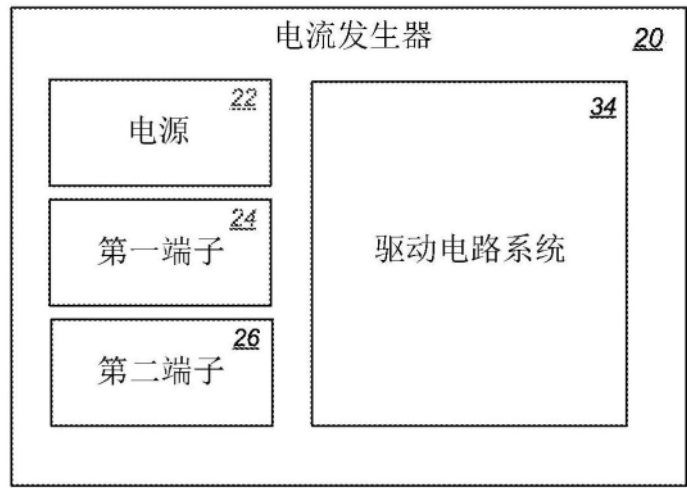 电流发生器 20
电源 22
第一端子 24
第二端子 26
驱动电路系统 34